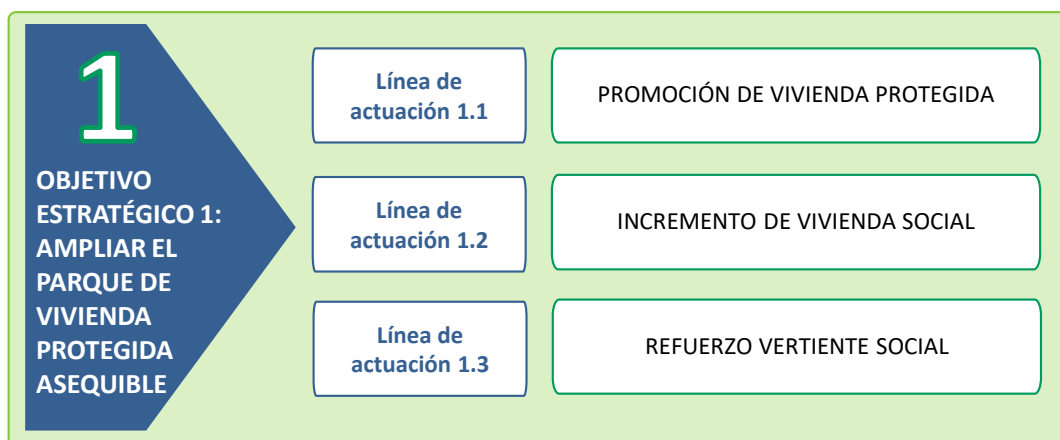 1
OBJETIVO
ESTRATÉGICO 1:
AMPLIAR EL
PARQUE DE
VIVIENDA
PROTEGIDA
ASEQUIBLE
Línea de
actuación 1.1
PROMOCIÓN DE VIVIENDA PROTEGIDA
Línea de
actuación 1.2
INCREMENTO DE VIVIENDA SOCIAL
Línea de
actuación 1.3
REFUERZO VERTIENTE SOCIAL